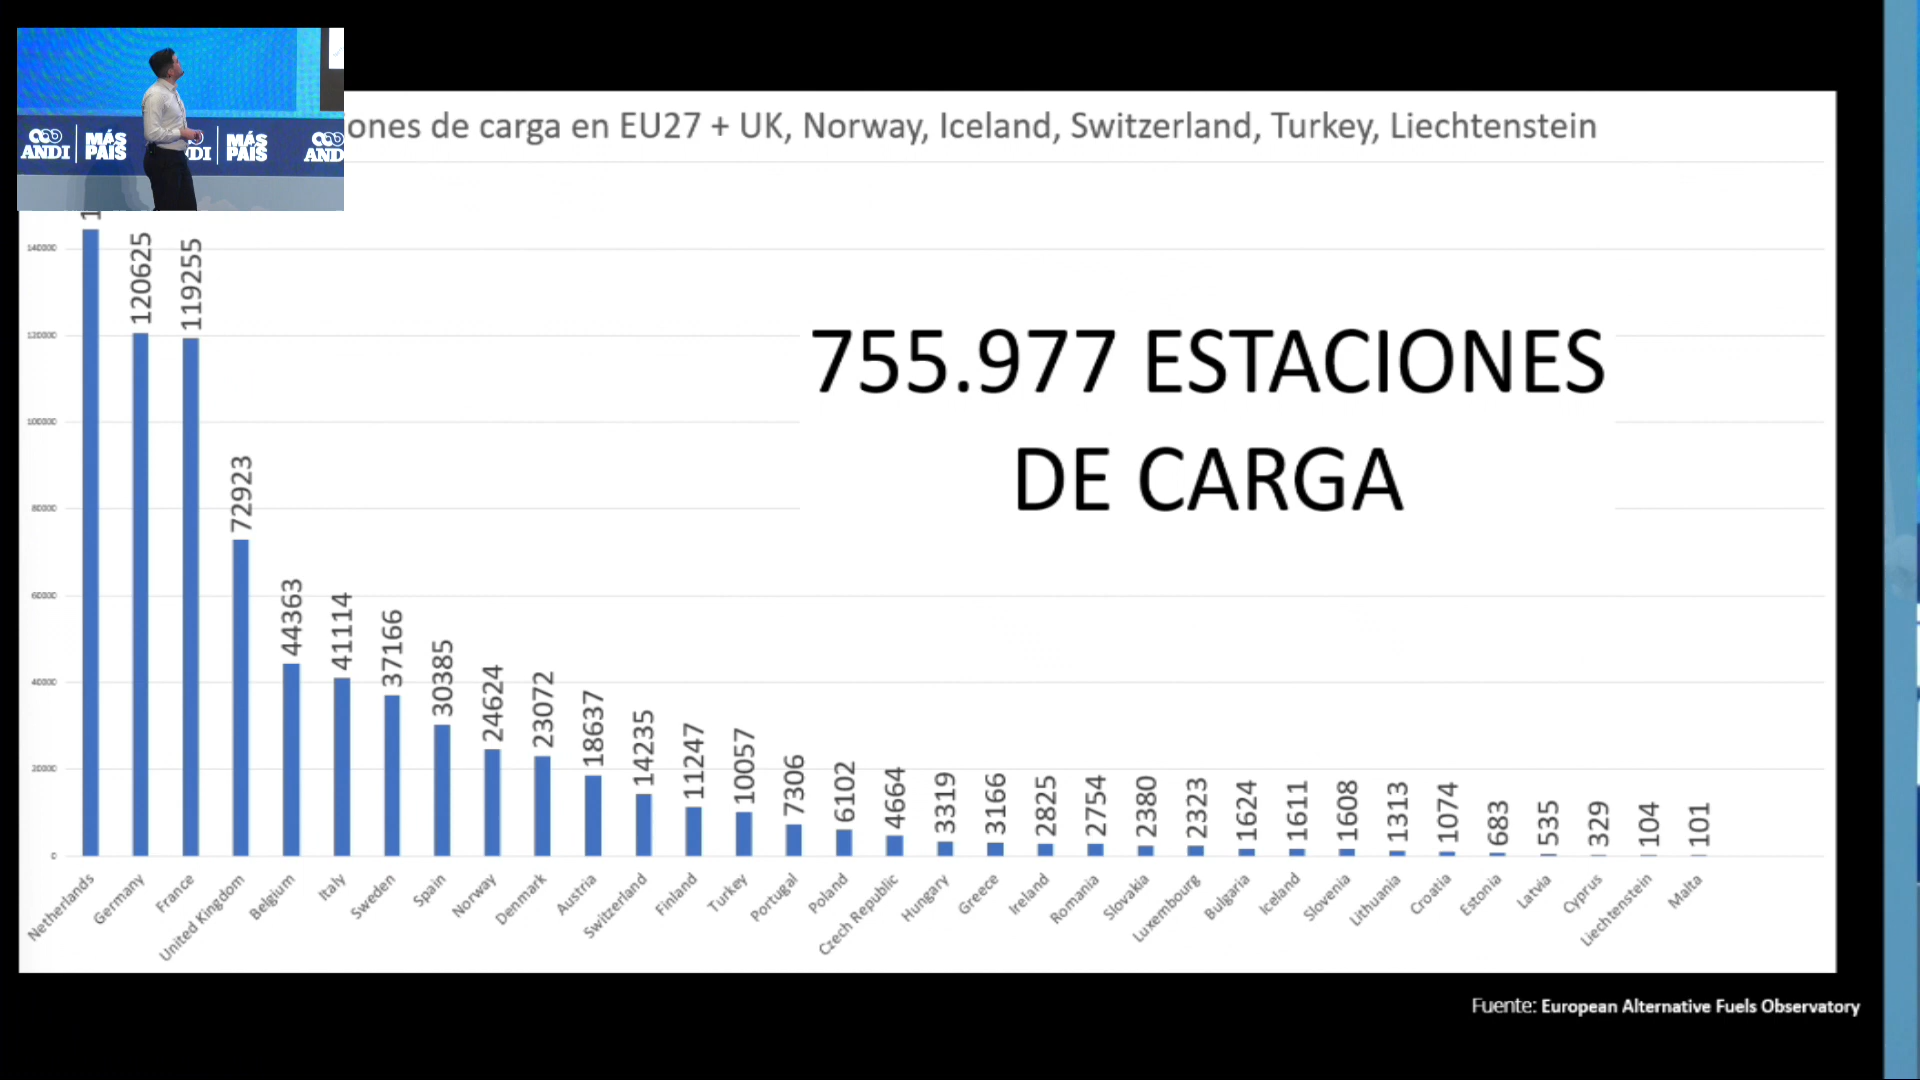 ANDI MÁS PAÍS ANDI MÁS PAÍS ANDI
de carga en EU27 + UK, Norway, Iceland, Switzerland, Turkey, Liechtenstein
140000
120000
100000
80000
60000
40000
20000
0
120625
119255
72923
44363
41114
37166
30385
24624
23072
18637
14235
11247
10057
7306
6102
4664
3319
3166
2825
2754
2380
2323
1624
1611
1608
1313
1074
683
535
329
104
101
755.977 ESTACIONES
DE CARGA
Netherlands
Germany
France
United Kingdom
Belgium
Italy
Sweden
Spain
Norway
Denmark
Austria
Switzerland
Finland
Turkey
Portugal
Poland
Czech Republic
Hungary
Greece
Ireland
Romania
Slovakia
Luxembourg
Bulgaria
Iceland
Slovenia
Lithuania
Croatia
Estonia
Latvia
Cyprus
Liechtenstein
Malta
Fuente: European Alternative Fuels Observatory